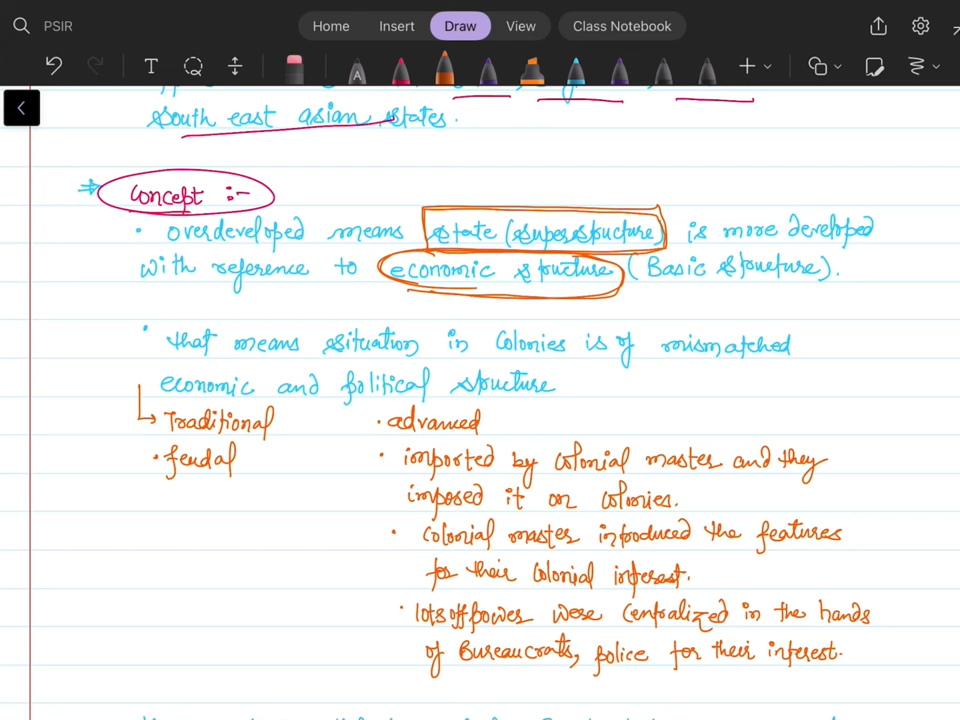 PSIR
Home Insert Draw View Class Notebook
south east asian states.
Concept :-
• overdeveloped means state (superstructure) is more developed
with reference to economic structure (Basic structure).
• that means situation in colonies is of mismatched
economic and political structure
Traditional • advanced
• feudal • imported by colonial master and they
imposed it on colonies.
• colonial master introduced the features
for their colonial interest.
• lots off power were centralized in the hands
of Bureaucrats, police for their interest.